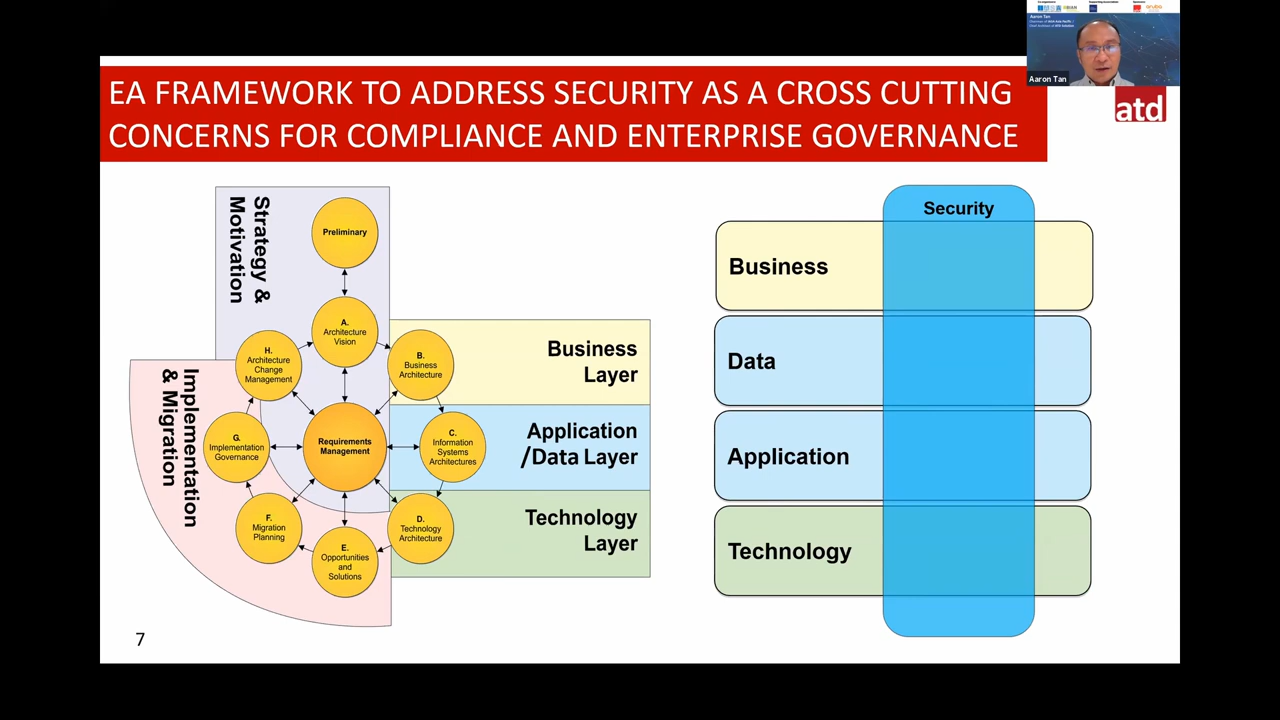 Aaron Tan
Aaron Tan
atd
EA FRAMEWORK TO ADDRESS SECURITY AS A CROSS CUTTING
CONCERNS FOR COMPLIANCE AND ENTERPRISE GOVERNANCE
Strategy &
Motivation
Preliminary
A.
Architecture
Vision
H.
Architecture
Change
Management
B.
Business
Architecture
Business
Layer
Implementation
& Migration
G.
Implementation
Governance
Requirements
Management
C.
Information
Systems
Architectures
Application
/Data Layer
F.
Migration
Planning
E.
Opportunities
and
Solutions
D.
Technology
Architecture
Technology
Layer
Security
Business
Data
Application
Technology
7